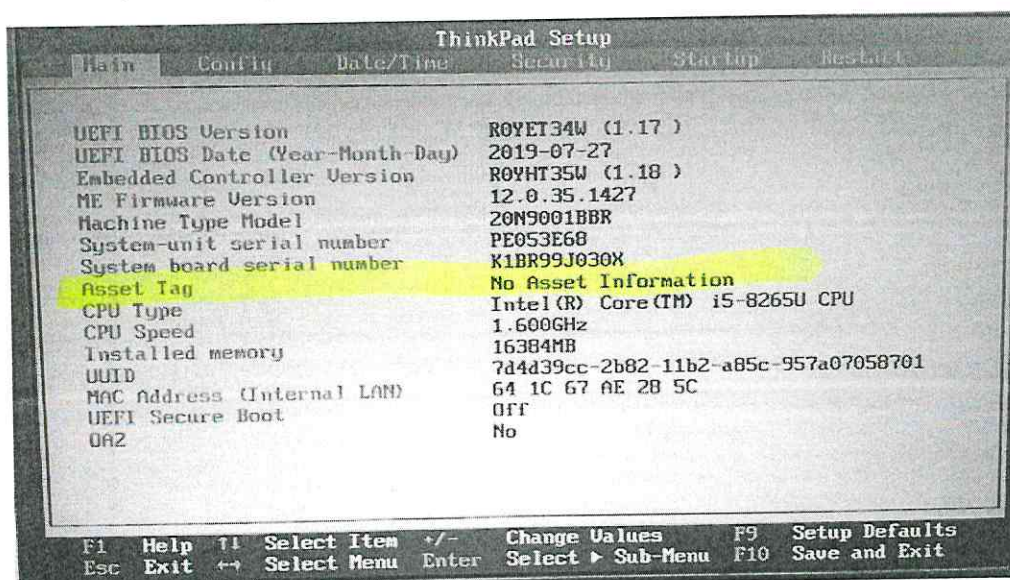 ThinkPad Setup
Main Config Date/Time Security Startup Restart
UEFI BIOS Version R0YET34W (1.17 )
UEFI BIOS Date (Year-Month-Day) 2019-07-27
Embedded Controller Version R0YHT35W (1.18 )
ME Firmware Version 12.0.35.1427
Machine Type Model 20N9001BBR
System-unit serial number PE053E68
System board serial number K1BR99J030X
Asset Tag No Asset Information
CPU Type Intel(R) Core(TM) i5-8265U CPU
CPU Speed 1.600GHz
Installed memory 16384MB
UUID 7d4d39cc-2b82-11b2-a85c-957a07058701
MAC Address (Internal LAN) 64 1C 67 AE 28 5C
UEFI Secure Boot Off
OA2 No
F1 Help ↑↓ Select Item +/- Change Values F9 Setup Defaults
Esc Exit ←→ Select Menu Enter Select ▶ Sub-Menu F10 Save and Exit